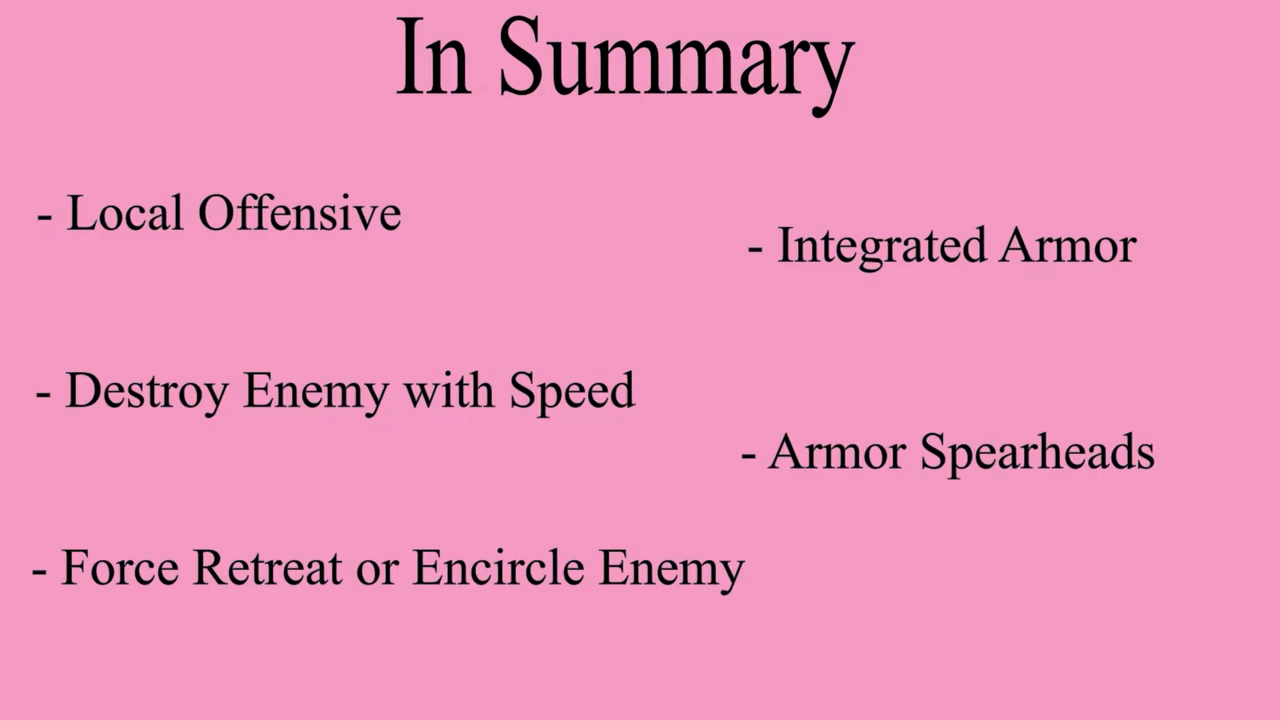 In Summary
- Local Offensive
- Integrated Armor
- Destroy Enemy with Speed
- Armor Spearheads
- Force Retreat or Encircle Enemy